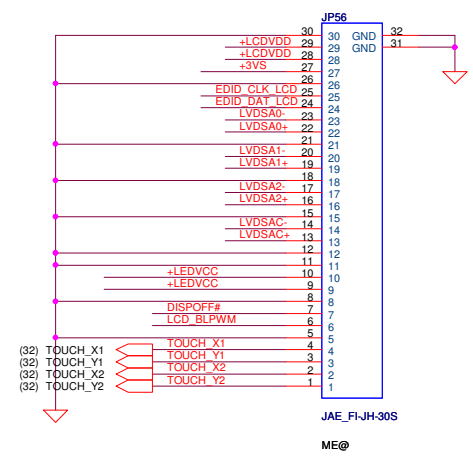 JP56
30 30 GND 32
+LCDVDD 29 29 GND 31
+LCDVDD 28 28
+3VS 27 27
26 26
EDID_CLK_LCD 25 25
EDID_DAT_LCD 24 24
LVDSA0- 23 23
LVDSA0+ 22 22
21 21
LVDSA1- 20 20
LVDSA1+ 19 19
18 18
LVDSA2- 17 17
LVDSA2+ 16 16
15 15
LVDSAC- 14 14
LVDSAC+ 13 13
12 12
11 11
+LEDVCC 10 10
+LEDVCC 9 9
8 8
DISPOFF# 7 7
LCD_BLPWM 6 6
5 5
(32) TOUCH_X1 TOUCH_X1 4 4
(32) TOUCH_Y1 TOUCH_Y1 3 3
(32) TOUCH_X2 TOUCH_X2 2 2
(32) TOUCH_Y2 TOUCH_Y2 1 1
JAE_FI-JH-30S
ME@